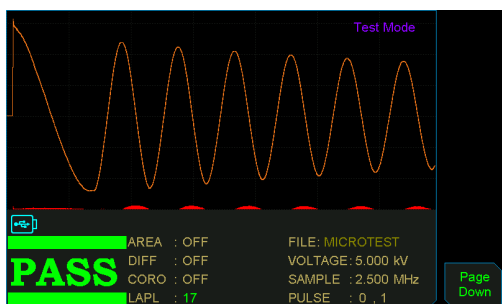 Test Mode
AREA : OFF FILE: MICROTEST
DIFF : OFF VOLTAGE: 5.000 kV
PASS
CORO : OFF SAMPLE : 2.500 MHz
LAPL : 17 PULSE : 0 , 1
Page
Down